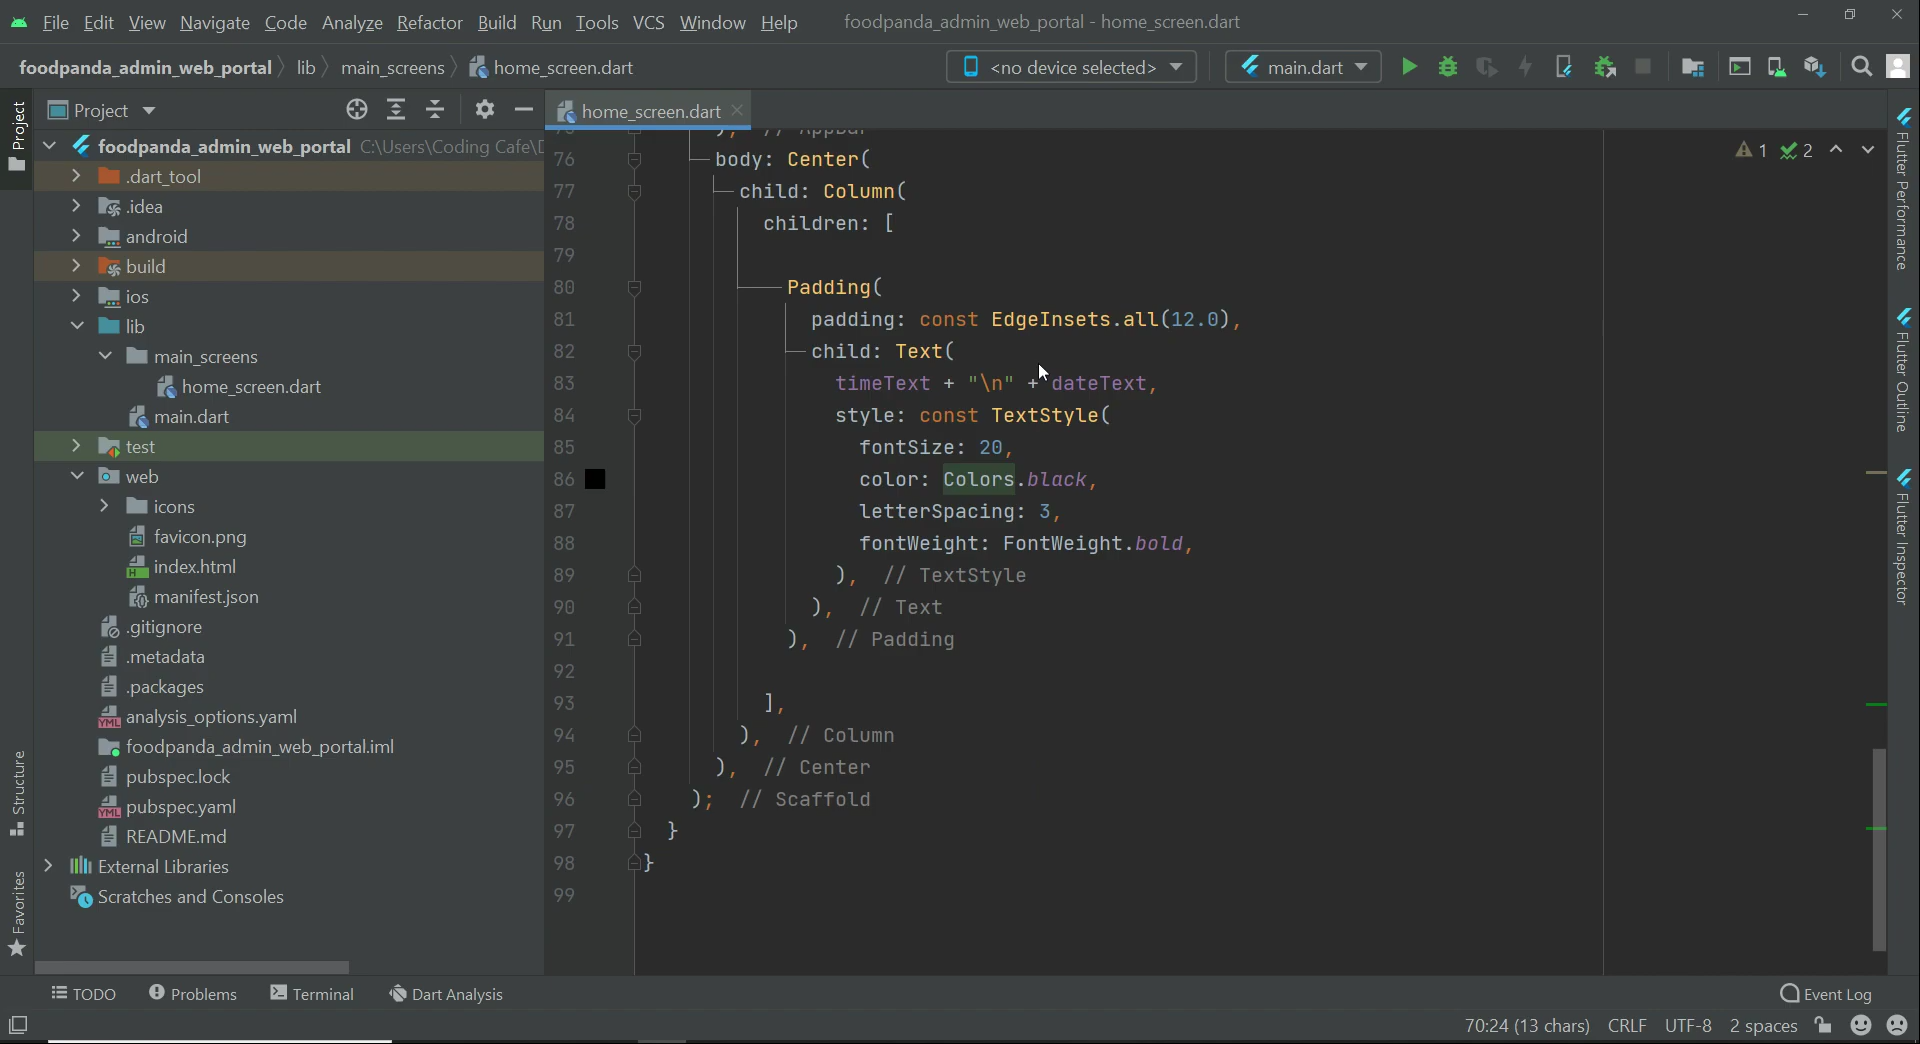 File Edit View Navigate Code Analyze Refactor Build Run Tools VCS Window Help foodpanda_admin_web_portal - home_screen.dart
foodpanda_admin_web_portal lib main_screens home_screen.dart <no device selected> main.dart
Project
Project
home_screen.dart
foodpanda_admin_web_portal C:\Users\Coding Cafe\
.dart_tool
.idea
android
build
ios
lib
main_screens
home_screen.dart
main.dart
test
web
icons
favicon.png
index.html
manifest.json
.gitignore
.metadata
.packages
analysis_options.yaml
foodpanda_admin_web_portal.iml
pubspec.lock
pubspec.yaml
README.md
External Libraries
Scratches and Consoles
Structure
Favorites
75 ), // AppBar
76 body: Center(
77 child: Column(
78 children: [
79
80 Padding(
81 padding: const EdgeInsets.all(12.0),
82 child: Text(
83 timeText + "\n" + dateText,
84 style: const TextStyle(
85 fontSize: 20,
86 color: Colors.black,
87 letterSpacing: 3,
88 fontWeight: FontWeight.bold,
89 ), // TextStyle
90 ), // Text
91 ), // Padding
92
93 ],
94 ), // Column
95 ), // Center
96 ); // Scaffold
97 }
98 }
99
1 2
Flutter Performance
Flutter Outline
Flutter Inspector
TODO Problems Terminal Dart Analysis Event Log
70:24 (13 chars) CRLF UTF-8 2 spaces